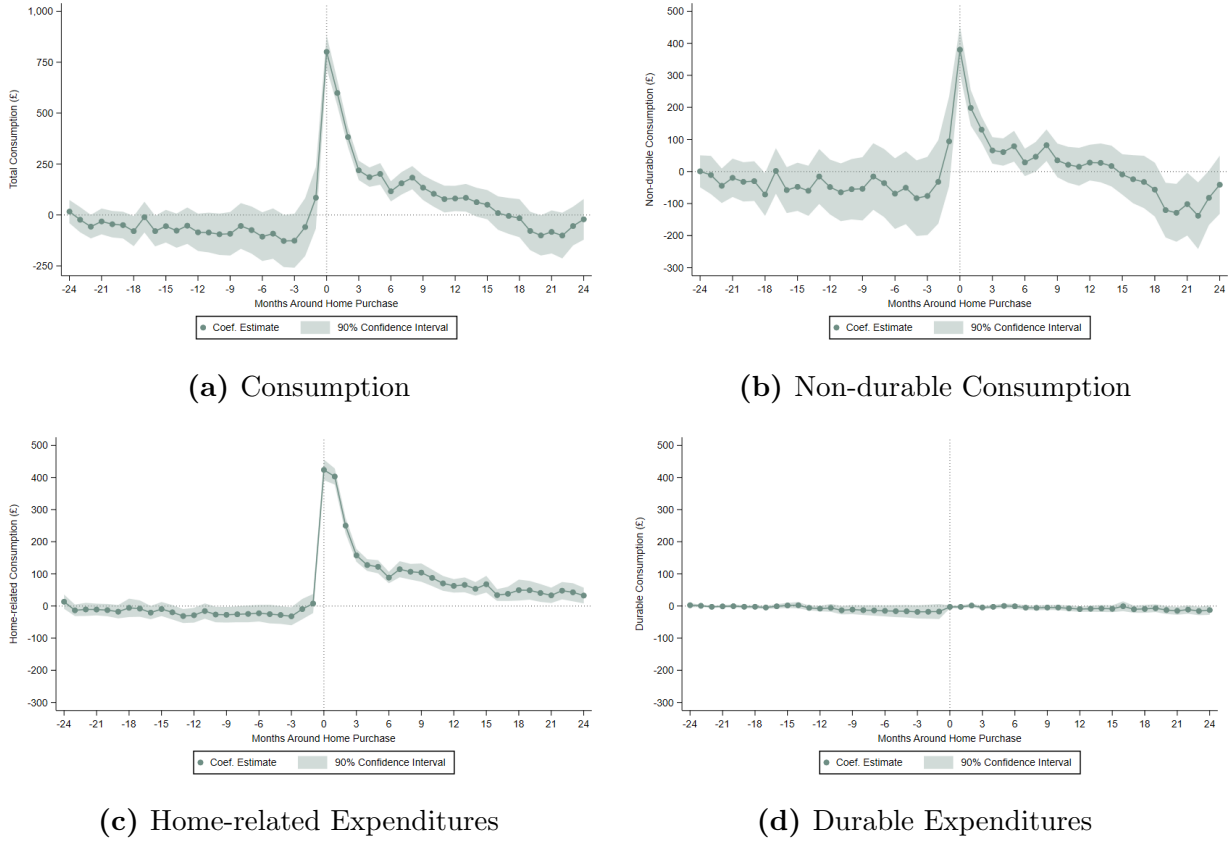 1,000
750
500
250
0
-250
Total Consumption (£)
-24 -21 -18 -15 -12 -9 -6 -3 0 3 6 9 12 15 18 21 24
Months Around Home Purchase
Coef. Estimate 90% Confidence Interval
(a) Consumption
500
400
300
200
100
0
-100
-200
-300
Non-durable Consumption (£)
-24 -21 -18 -15 -12 -9 -6 -3 0 3 6 9 12 15 18 21 24
Months Around Home Purchase
Coef. Estimate 90% Confidence Interval
(b) Non-durable Consumption
500
400
300
200
100
0
-100
-200
-300
Home-related Consumption (£)
-24 -21 -18 -15 -12 -9 -6 -3 0 3 6 9 12 15 18 21 24
Months Around Home Purchase
Coef. Estimate 90% Confidence Interval
(c) Home-related Expenditures
500
400
300
200
100
0
-100
-200
-300
Durable Consumption (£)
-24 -21 -18 -15 -12 -9 -6 -3 0 3 6 9 12 15 18 21 24
Months Around Home Purchase
Coef. Estimate 90% Confidence Interval
(d) Durable Expenditures